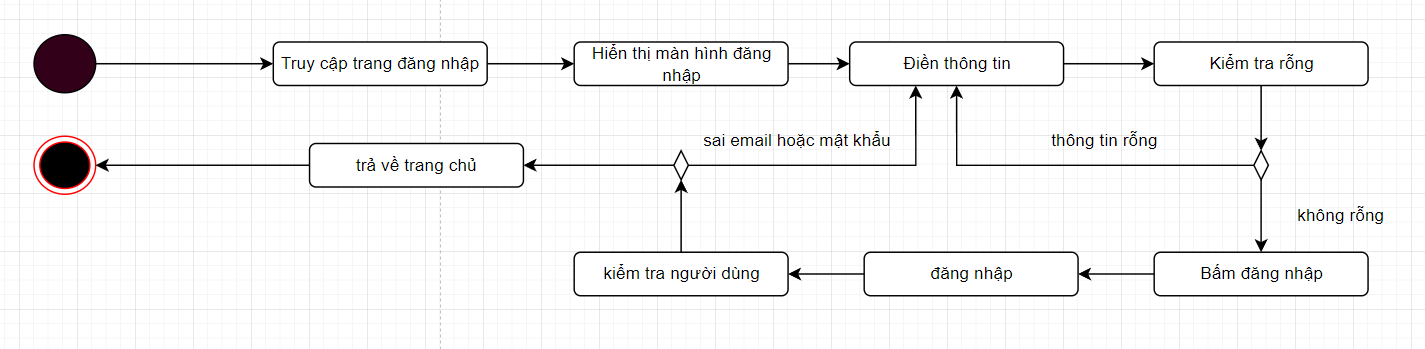 Truy cập trang đăng nhập
Hiển thị màn hình đăng
nhập
Điền thông tin
Kiểm tra rỗng
sai email hoặc mật khẩu
thông tin rỗng
trả về trang chủ
không rỗng
kiểm tra người dùng
đăng nhập
Bấm đăng nhập